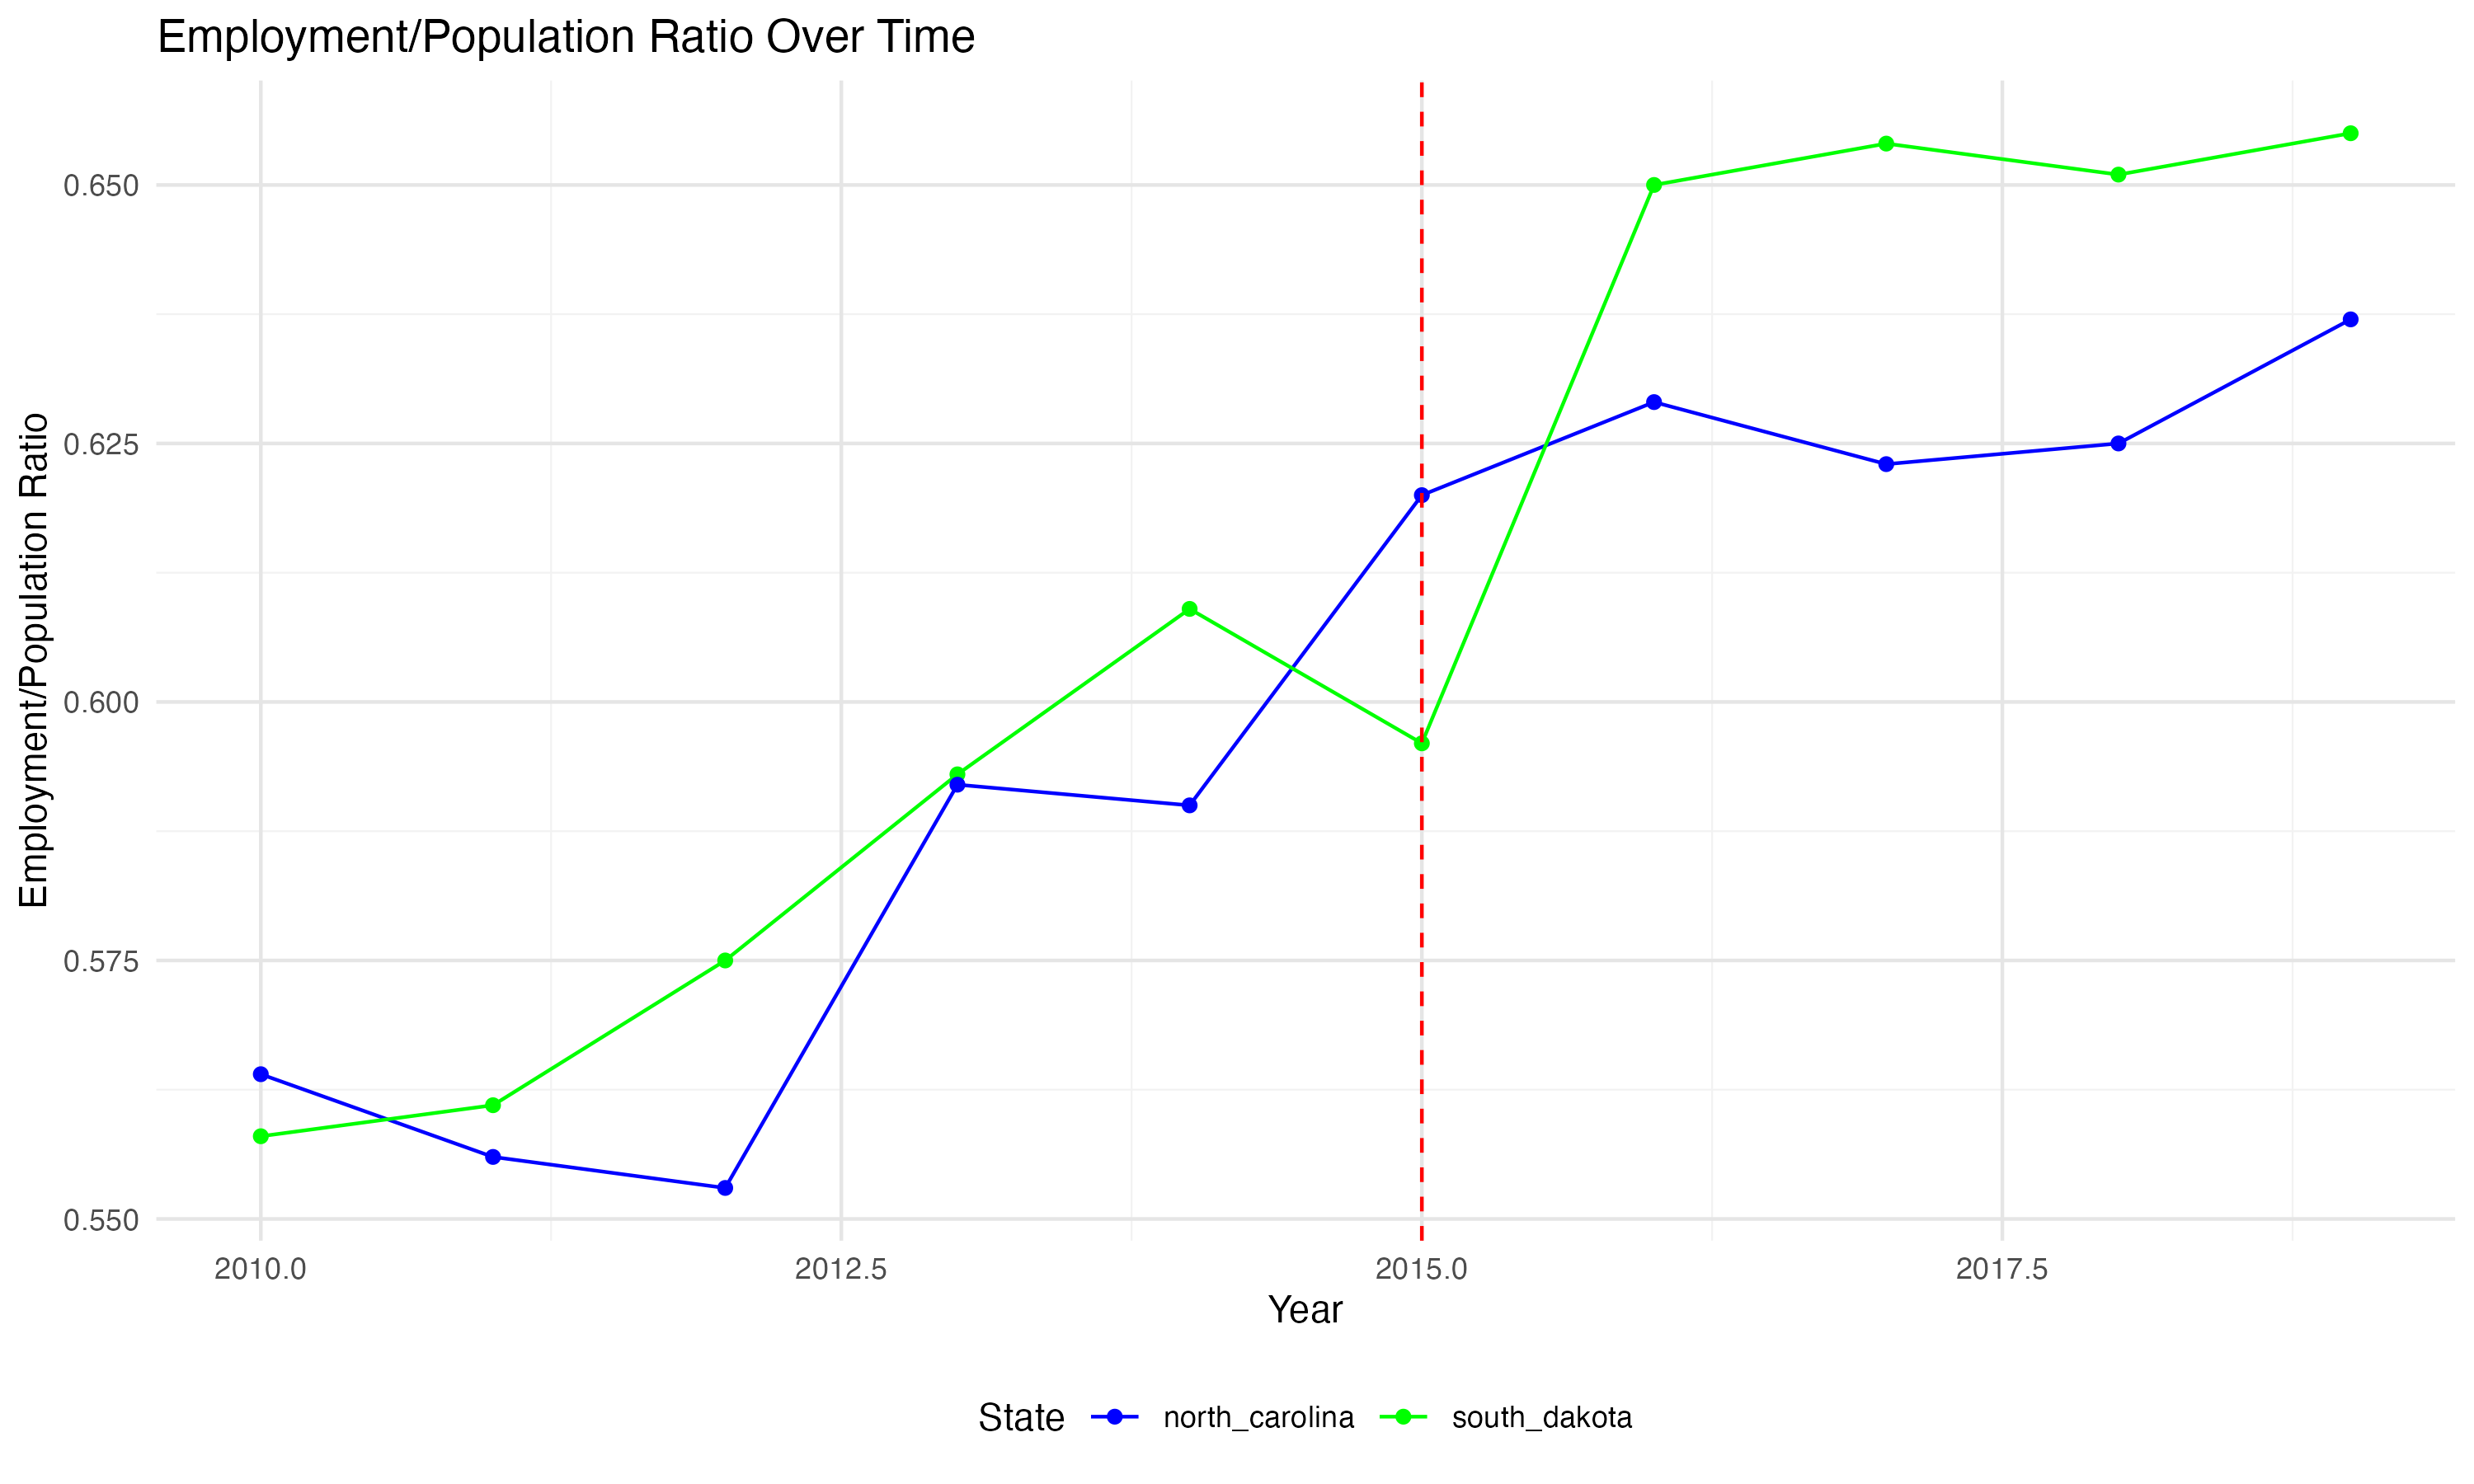 Employment/Population Ratio Over Time
Employment/Population Ratio
0.650
0.625
0.600
0.575
0.550
2010.0 2012.5 2015.0 2017.5
Year
State north_carolina south_dakota